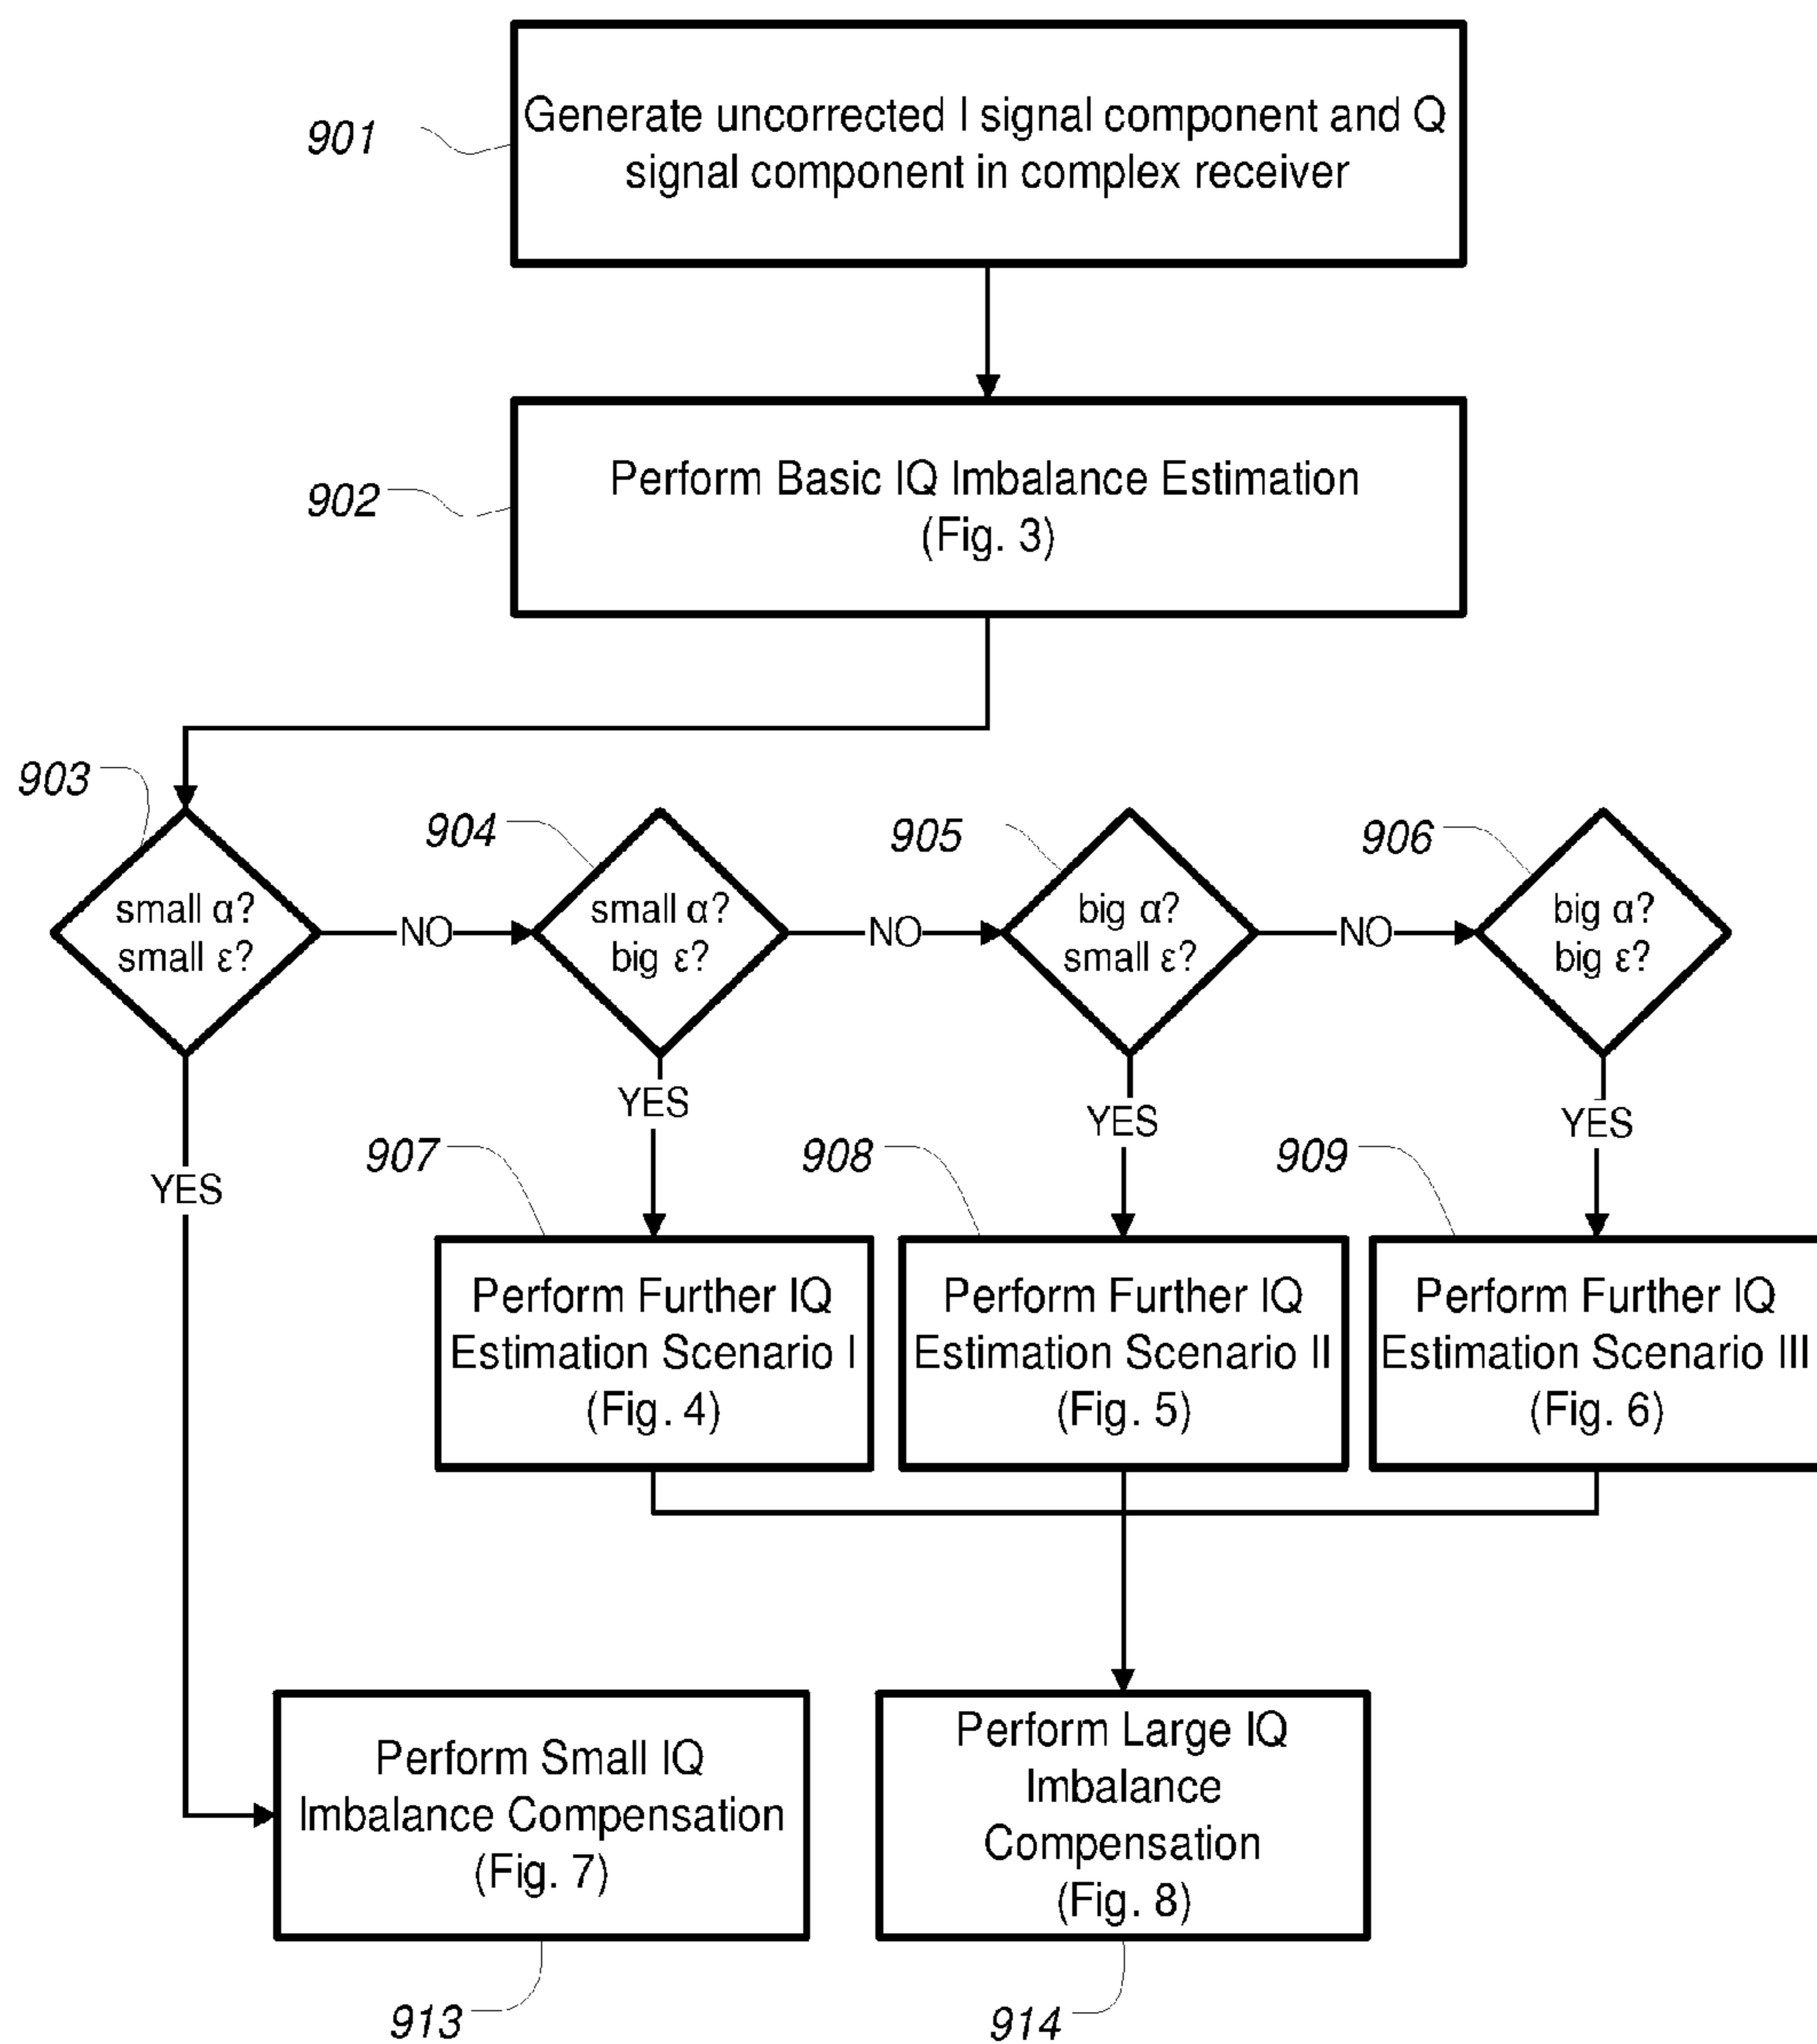 901
Generate uncorrected I signal component and Q
signal component in complex receiver
902
Perform Basic IQ Imbalance Estimation
(Fig. 3)
903
904
905
906
small α?
small ε?
NO
small α?
big ε?
NO
big α?
small ε?
NO
big α?
big ε?
YES
YES
YES
YES
907
908
909
Perform Further IQ
Estimation Scenario I
(Fig. 4)
Perform Further IQ
Estimation Scenario II
(Fig. 5)
Perform Further IQ
Estimation Scenario III
(Fig. 6)
Perform Small IQ
Imbalance Compensation
(Fig. 7)
Perform Large IQ
Imbalance
Compensation
(Fig. 8)
913
914